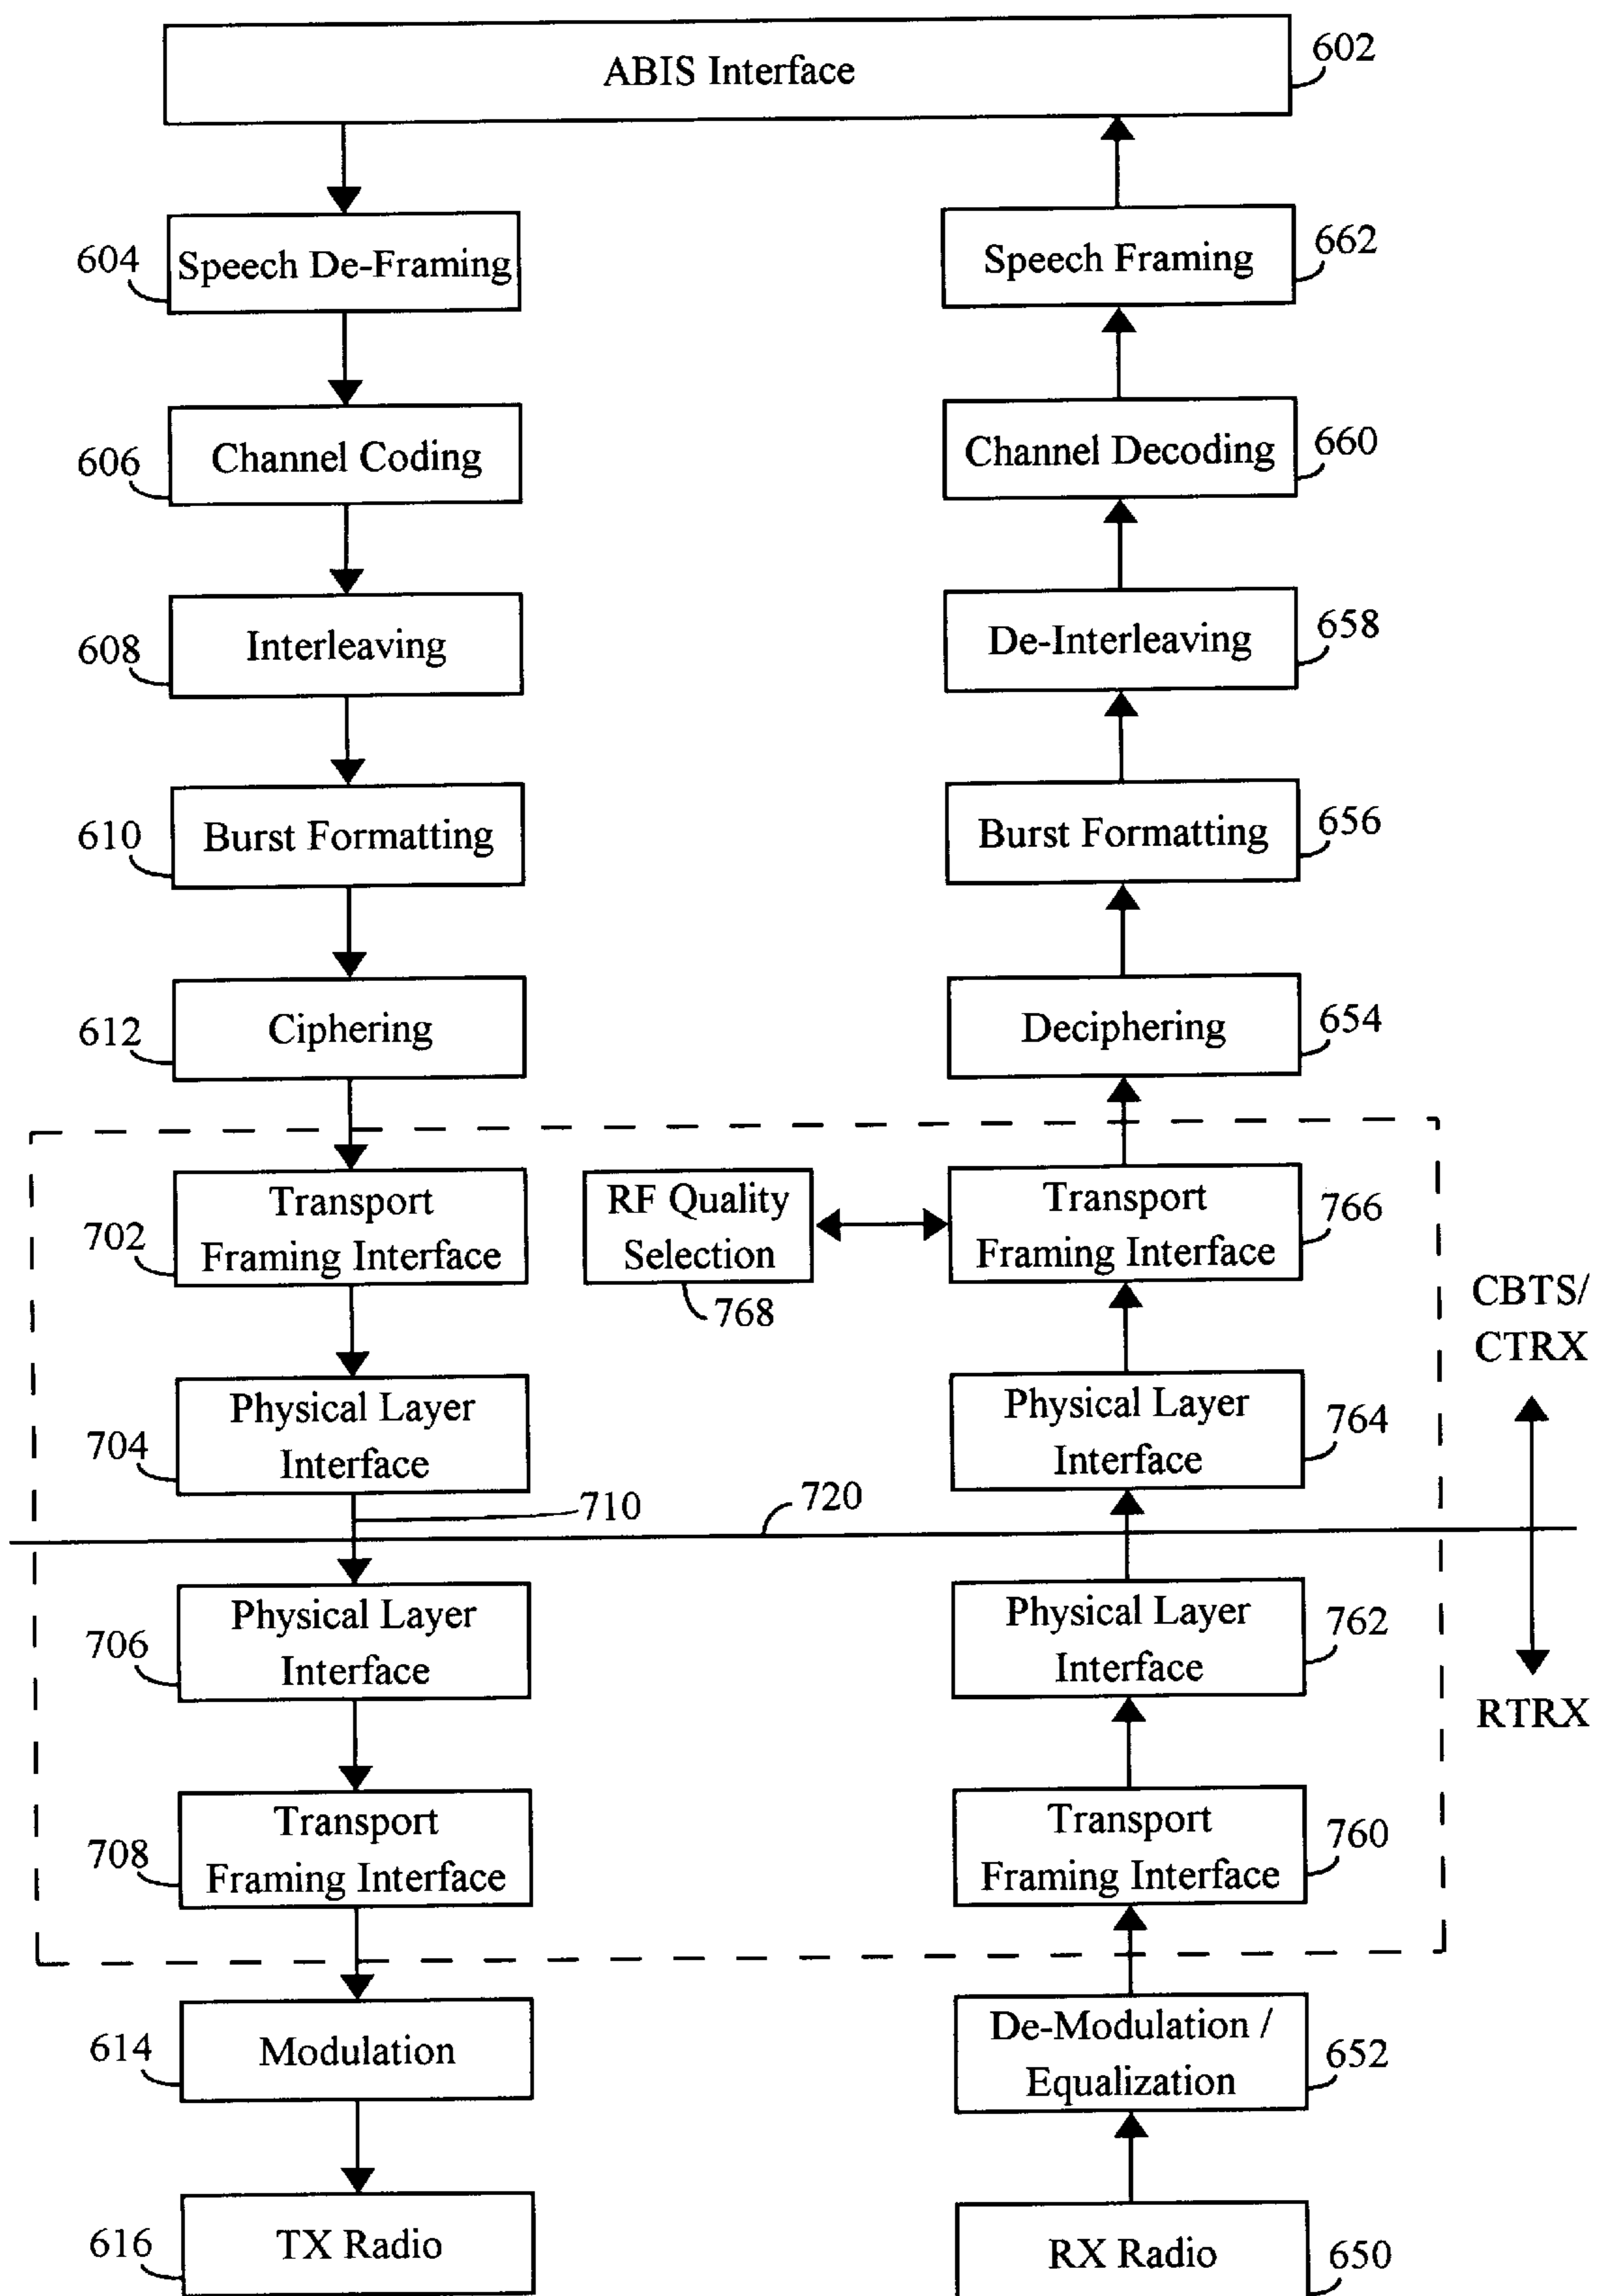 ABIS Interface
602
604
Speech De-Framing
Speech Framing
662
606
Channel Coding
Channel Decoding
660
608
Interleaving
De-Interleaving
658
610
Burst Formatting
Burst Formatting
656
612
Ciphering
Deciphering
654
702
Transport
Framing Interface
RF Quality
Selection
768
Transport
Framing Interface
766
CBTS/
CTRX
704
Physical Layer
Interface
Physical Layer
Interface
764
710
720
706
Physical Layer
Interface
Physical Layer
Interface
762
RTRX
708
Transport
Framing Interface
Transport
Framing Interface
760
614
Modulation
De-Modulation /
Equalization
652
616
TX Radio
RX Radio
650